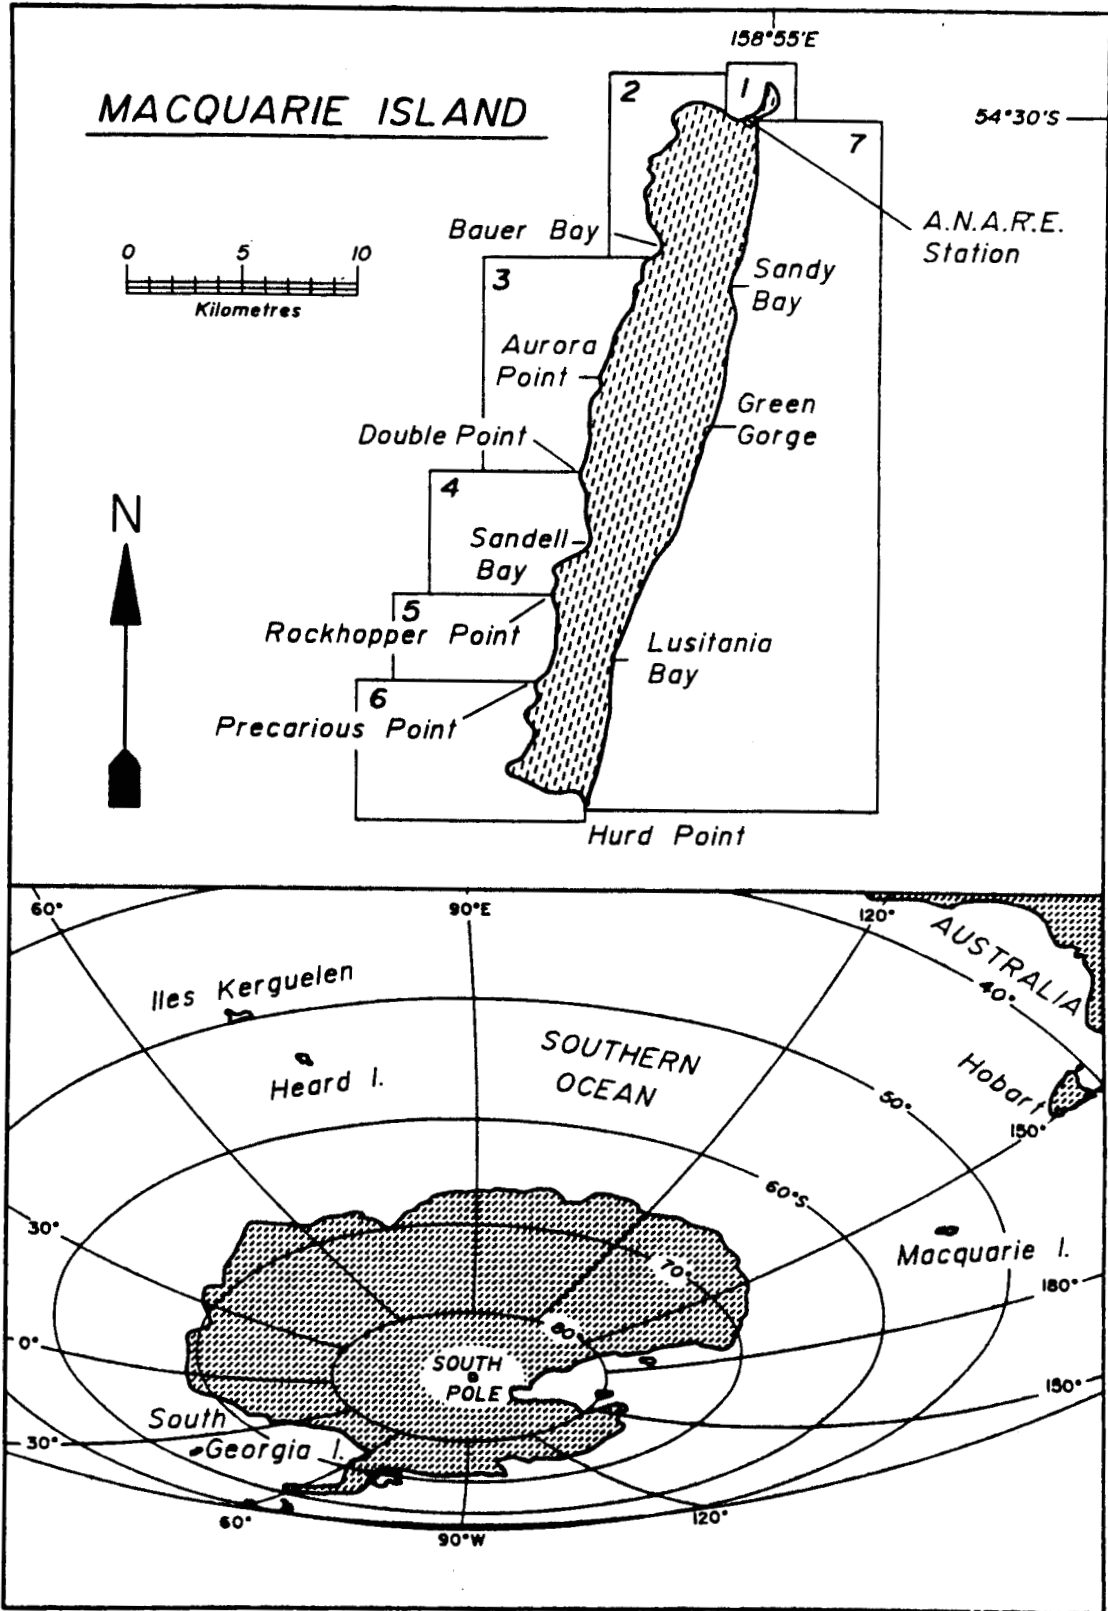 158°55'E
MACQUARIE ISLAND
2
1
54°30'S
7
A.N.A.R.E.
Station
Bauer Bay
0 5 10
Kilometres
3
Sandy
Bay
Aurora
Point
Green
Gorge
Double Point
4
N
Sandell
Bay
5
Rockhopper Point
Lusitania
Bay
6
Precarious Point
Hurd Point
60°
90°E
120°
AUSTRALIA
Iles Kerguelen
40°
Heard I.
SOUTHERN
OCEAN
Hobart
50°
150°
60°S
30°
Macquarie I.
70°
180°
80°
0°
SOUTH
POLE
150°
South
Georgia I.
30°
60°
90°W
120°